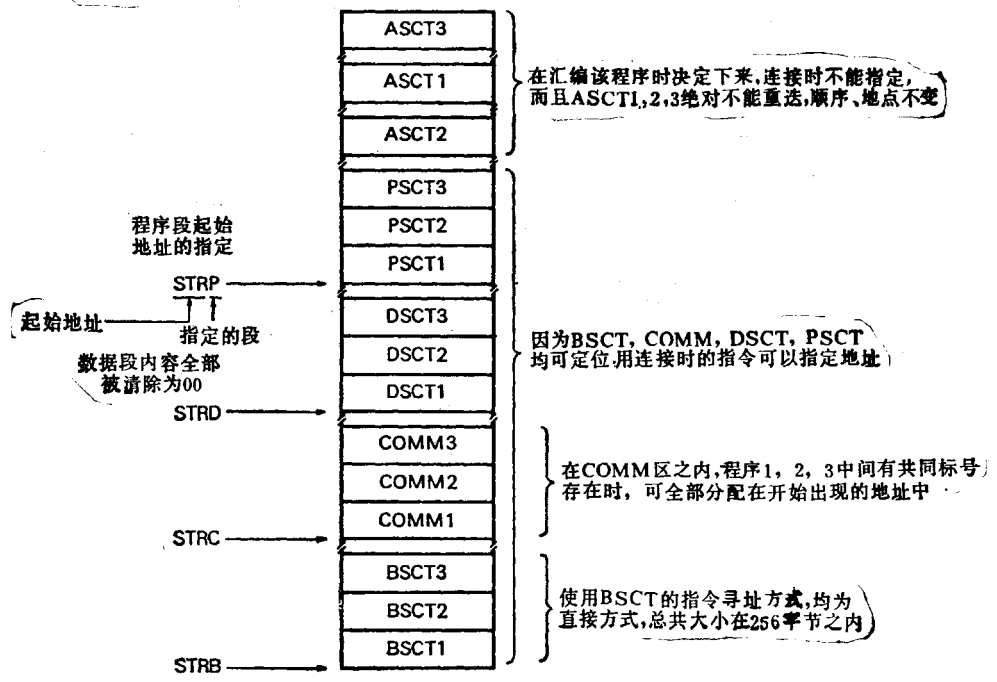 ASCT3
ASCT1
ASCT2
在汇编该程序时决定下来,连接时不能指定,
而且ASCT1,,2,3绝对不能重迭,顺序、地点不变
PSCT3
PSCT2
PSCT1
程序段起始
地址的指定
STRP
起始地址
指定的段
数据段内容全部
被清除为00
DSCT3
DSCT2
DSCT1
因为BSCT, COMM, DSCT, PSCT
均可定位,用连接时的指令可以指定地址
STRD
COMM3
COMM2
COMM1
在COMM区之内,程序1, 2, 3中间有共同标号
存在时, 可全部分配在开始出现的地址中
STRC
BSCT3
BSCT2
BSCT1
使用BSCT的指令寻址方式,均为
直接方式,总共大小在256字节之内
STRB